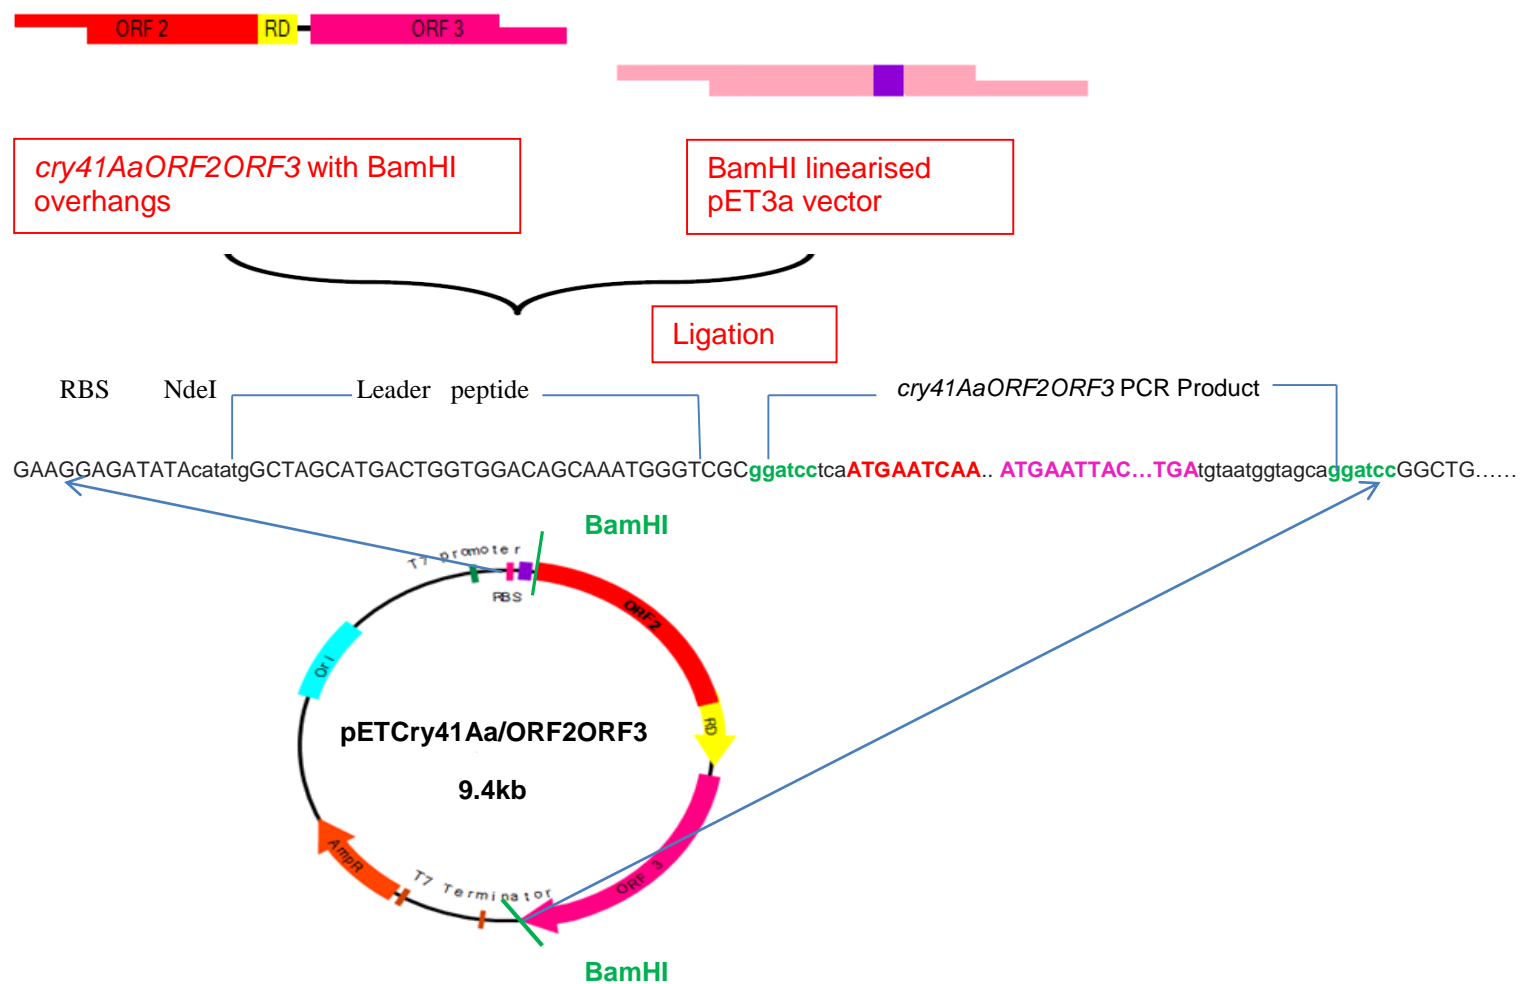 ORF 2 RD ORF 3
cry41AaORF2ORF3 with BamHI
overhangs
BamHI linearised
pET3a vector
Ligation
RBS NdeI Leader peptide cry41AaORF2ORF3 PCR Product
GAAGGAGATATACatatgGCTAGCATGACTGGTGGACAGCAAATGGGTCGCggatcctcaATGAATCAA.. ATGAATTAC...TGAtgtaatggtagcaggatccGGCTG......
BamHI
T7 promoter
RBS
ORF2
Ori
RD
pETCry41Aa/ORF2ORF3
9.4kb
AmpR
T7 Terminator
ORF 3
BamHI